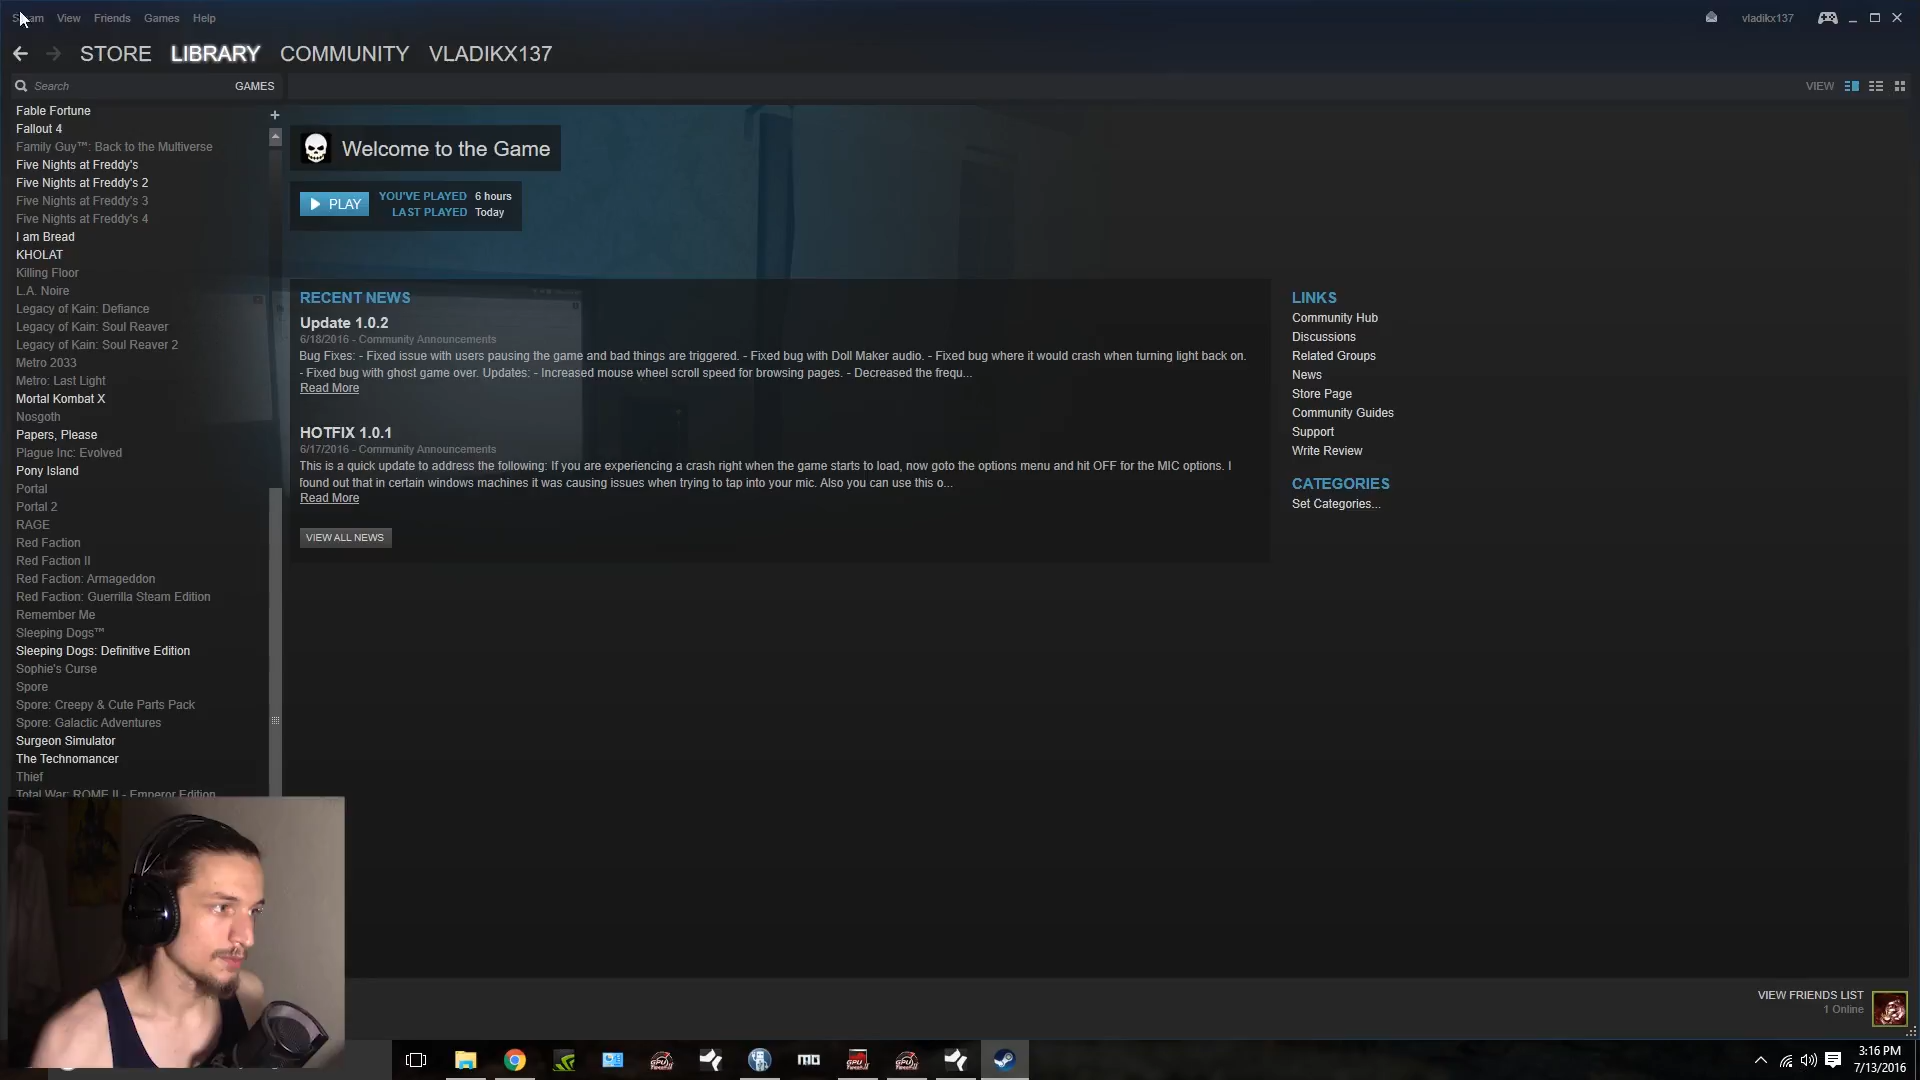 Steam View Friends Games Help vladikx137
STORE LIBRARY COMMUNITY VLADIKX137
Search GAMES VIEW
Fable Fortune
Fallout 4
Family Guy™: Back to the Multiverse
Five Nights at Freddy's
Five Nights at Freddy's 2
Five Nights at Freddy's 3
Five Nights at Freddy's 4
I am Bread
KHOLAT
Killing Floor
L.A. Noire
Legacy of Kain: Defiance
Legacy of Kain: Soul Reaver
Legacy of Kain: Soul Reaver 2
Metro 2033
Metro: Last Light
Mortal Kombat X
Nosgoth
Papers, Please
Plague Inc: Evolved
Pony Island
Portal
Portal 2
RAGE
Red Faction
Red Faction II
Red Faction: Armageddon
Red Faction: Guerrilla Steam Edition
Remember Me
Sleeping Dogs™
Sleeping Dogs: Definitive Edition
Sophie's Curse
Spore
Spore: Creepy & Cute Parts Pack
Spore: Galactic Adventures
Surgeon Simulator
The Technomancer
Thief
Total War: ROME II - Emperor Edition
Welcome to the Game
PLAY
YOU'VE PLAYED 6 hours
LAST PLAYED Today
RECENT NEWS
Update 1.0.2
6/18/2016 - Community Announcements
Bug Fixes: - Fixed issue with users pausing the game and bad things are triggered. - Fixed bug with Doll Maker audio. - Fixed bug where it would crash when turning light back on.
- Fixed bug with ghost game over. Updates: - Increased mouse wheel scroll speed for browsing pages. - Decreased the frequ...
Read More
HOTFIX 1.0.1
6/17/2016 - Community Announcements
This is a quick update to address the following: If you are experiencing a crash right when the game starts to load, now goto the options menu and hit OFF for the MIC options. I
found out that in certain windows machines it was causing issues when trying to tap into your mic. Also you can use this o...
Read More
VIEW ALL NEWS
LINKS
Community Hub
Discussions
Related Groups
News
Store Page
Community Guides
Support
Write Review
CATEGORIES
Set Categories...
VIEW FRIENDS LIST
1 Online
3:16 PM
7/13/2016